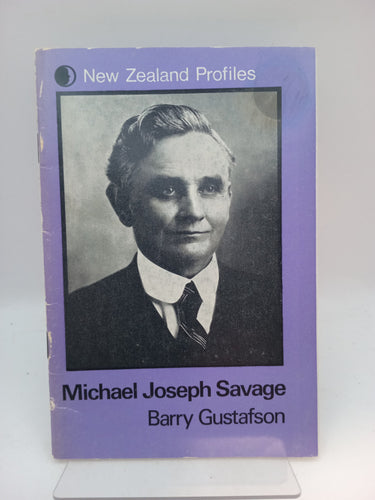 New Zealand Profiles
Michael Joseph Savage
Barry Gustafson